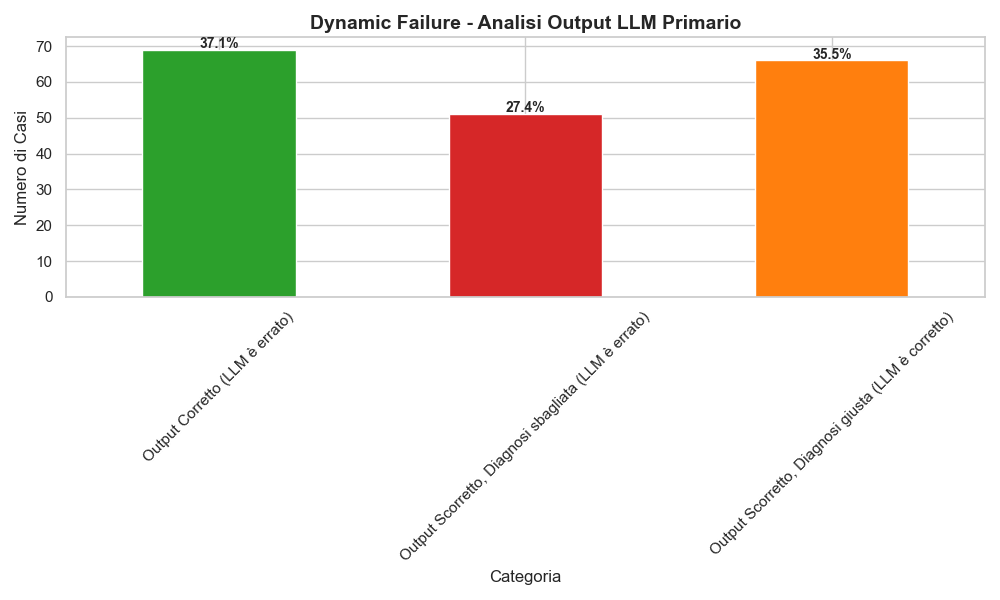 Dynamic Failure - Analisi Output LLM Primario
37.1%
27.4%
35.5%
70
60
50
40
30
20
10
0
Numero di Casi
Output Corretto (LLM è errato)
Output Scorretto, Diagnosi sbagliata (LLM è errato)
Output Scorretto, Diagnosi giusta (LLM è corretto)
Categoria